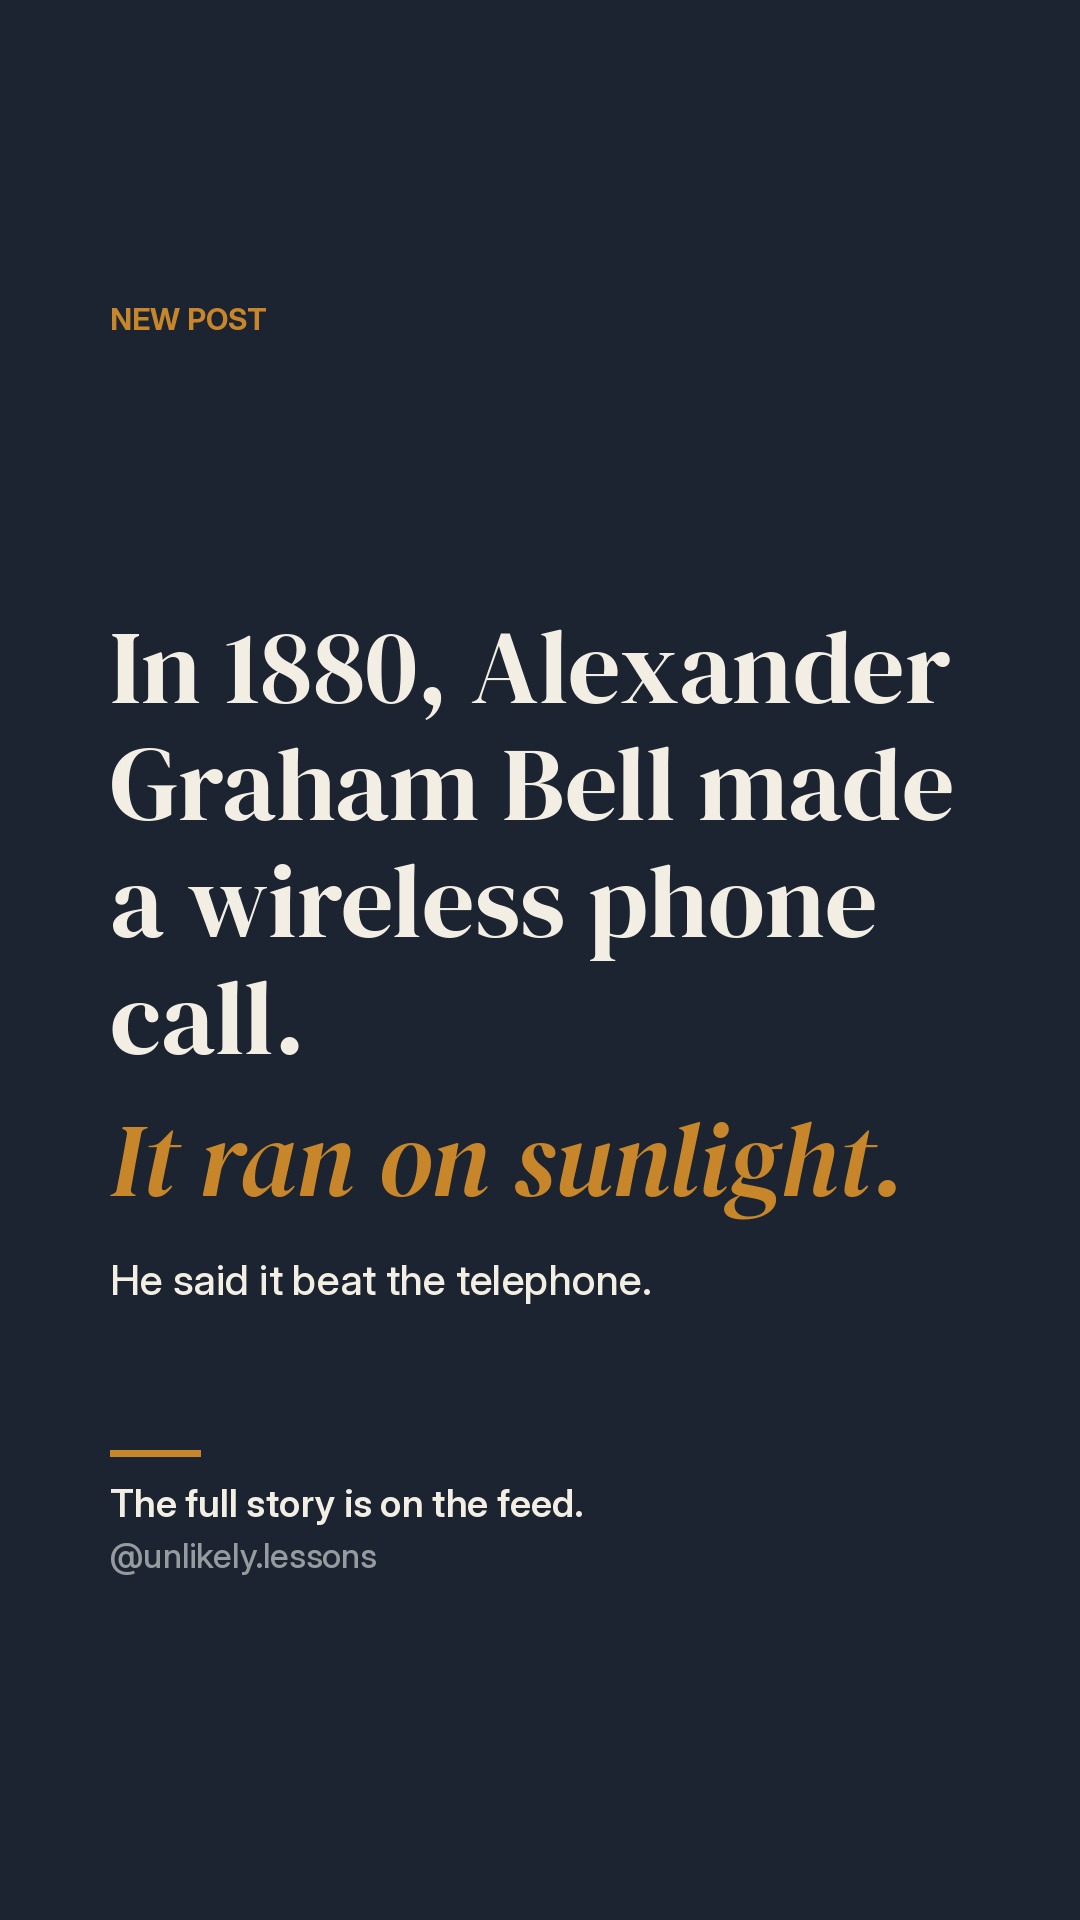 NEW POST
In 1880, Alexander
Graham Bell made
a wireless phone
call.
It ran on sunlight.
He said it beat the telephone.
The full story is on the feed.
@unlikely.lessons